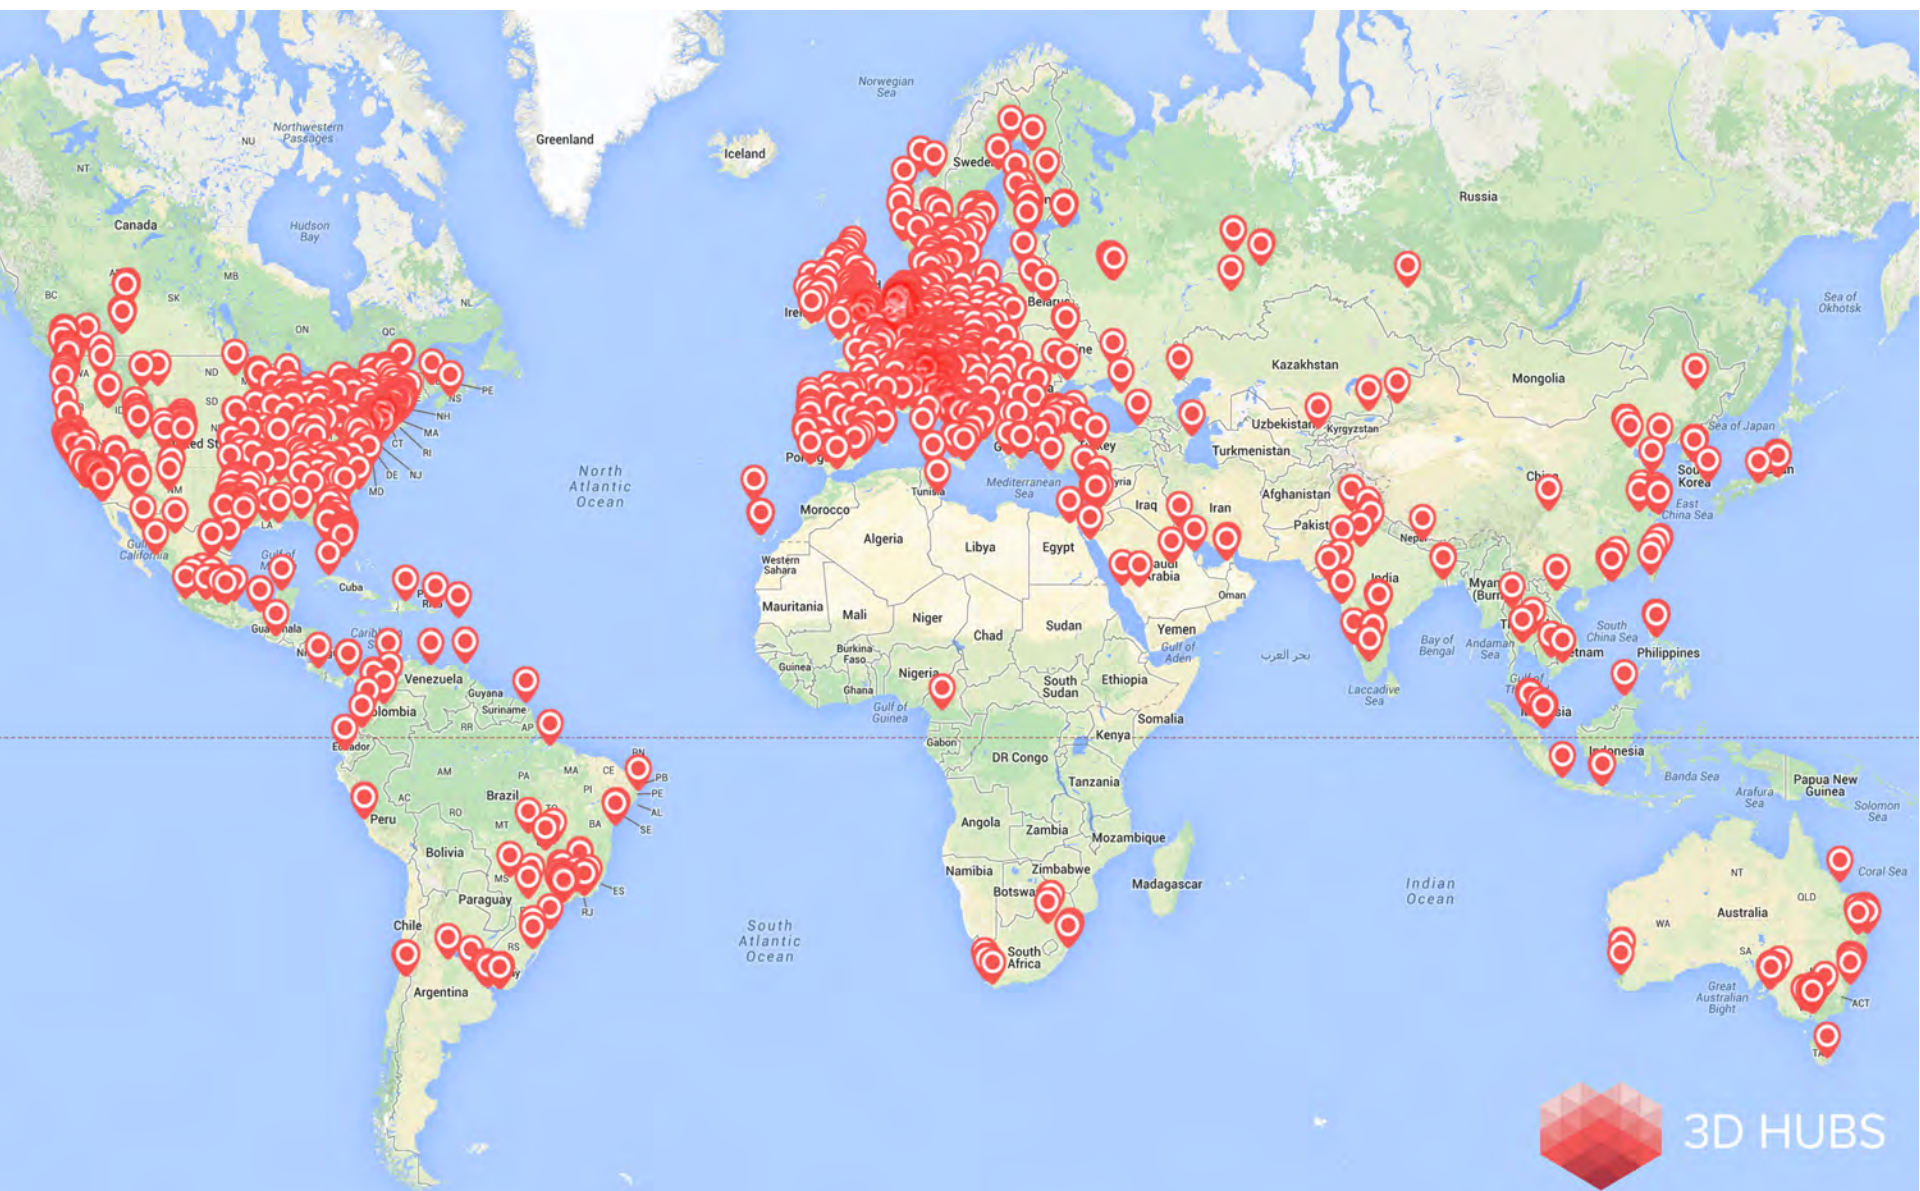 Norwegian
Sea
Greenland
Iceland
Northwestern
Passages
NU
NT
Russia
Canada
Hudson
Bay
MB
SK
BC
NL
ON
QC
Sea of
Okhotsk
Kazakhstan
Mongolia
ND
SD
PE
NS
NH
MA
CT
RI
NJ
DE
MD
NM
LA
Uzbekistan
Kyrgyzstan
Turkmenistan
Sea of Japan
South
Korea
North
Atlantic
Ocean
Mediterranean
Sea
Tunisia
Iraq
Iran
Afghanistan
East
China Sea
Morocco
Algeria
Libya
Egypt
Western
Sahara
Cuba
Oman
Mauritania
Mali
Niger
Chad
Sudan
Yemen
Gulf of
Aden
بحر العرب
India
Bay of
Bengal
Andaman
Sea
South
China Sea
Philippines
Laccadive
Sea
Burkina
Faso
Guinea
Ghana
Nigeria
South
Sudan
Ethiopia
Somalia
Gulf of
Guinea
Venezuela
Guyana
Suriname
RR
AP
Gabon
DR Congo
Kenya
Tanzania
Indonesia
Banda Sea
Papua New
Guinea
Arafura
Sea
Solomon
Sea
AM
PA
MA
CE
RN
PB
PE
PI
AL
SE
BA
Brazil
AC
RO
MT
Peru
Bolivia
MS
ES
RJ
Paraguay
RS
Chile
Argentina
Angola
Zambia
Mozambique
Namibia
Zimbabwe
Madagascar
South
Africa
Indian
Ocean
South
Atlantic
Ocean
NT
Coral Sea
QLD
Australia
WA
SA
Great
Australian
Bight
ACT
3D HUBS